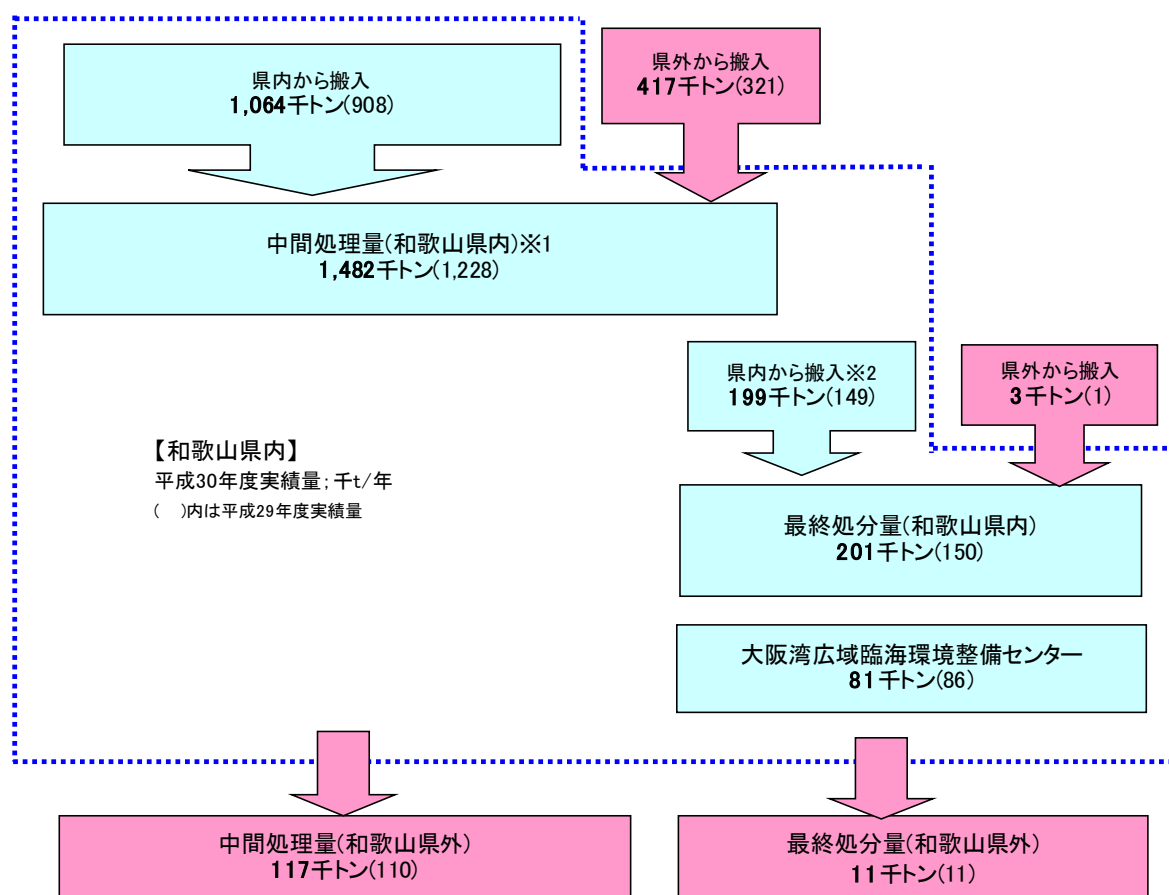 県内から搬入
1,064千トン(908)
県外から搬入
417千トン(321)
中間処理量(和歌山県内)※1
1,482千トン(1,228)
県内から搬入※2
199千トン(149)
県外から搬入
3千トン(1)
【和歌山県内】
平成30年度実績量;千t/年
(　)内は平成29年度実績量
最終処分量(和歌山県内)
201千トン(150)
大阪湾広域臨海環境整備センター
81千トン(86)
中間処理量(和歌山県外)
117千トン(110)
最終処分量(和歌山県外)
11千トン(11)